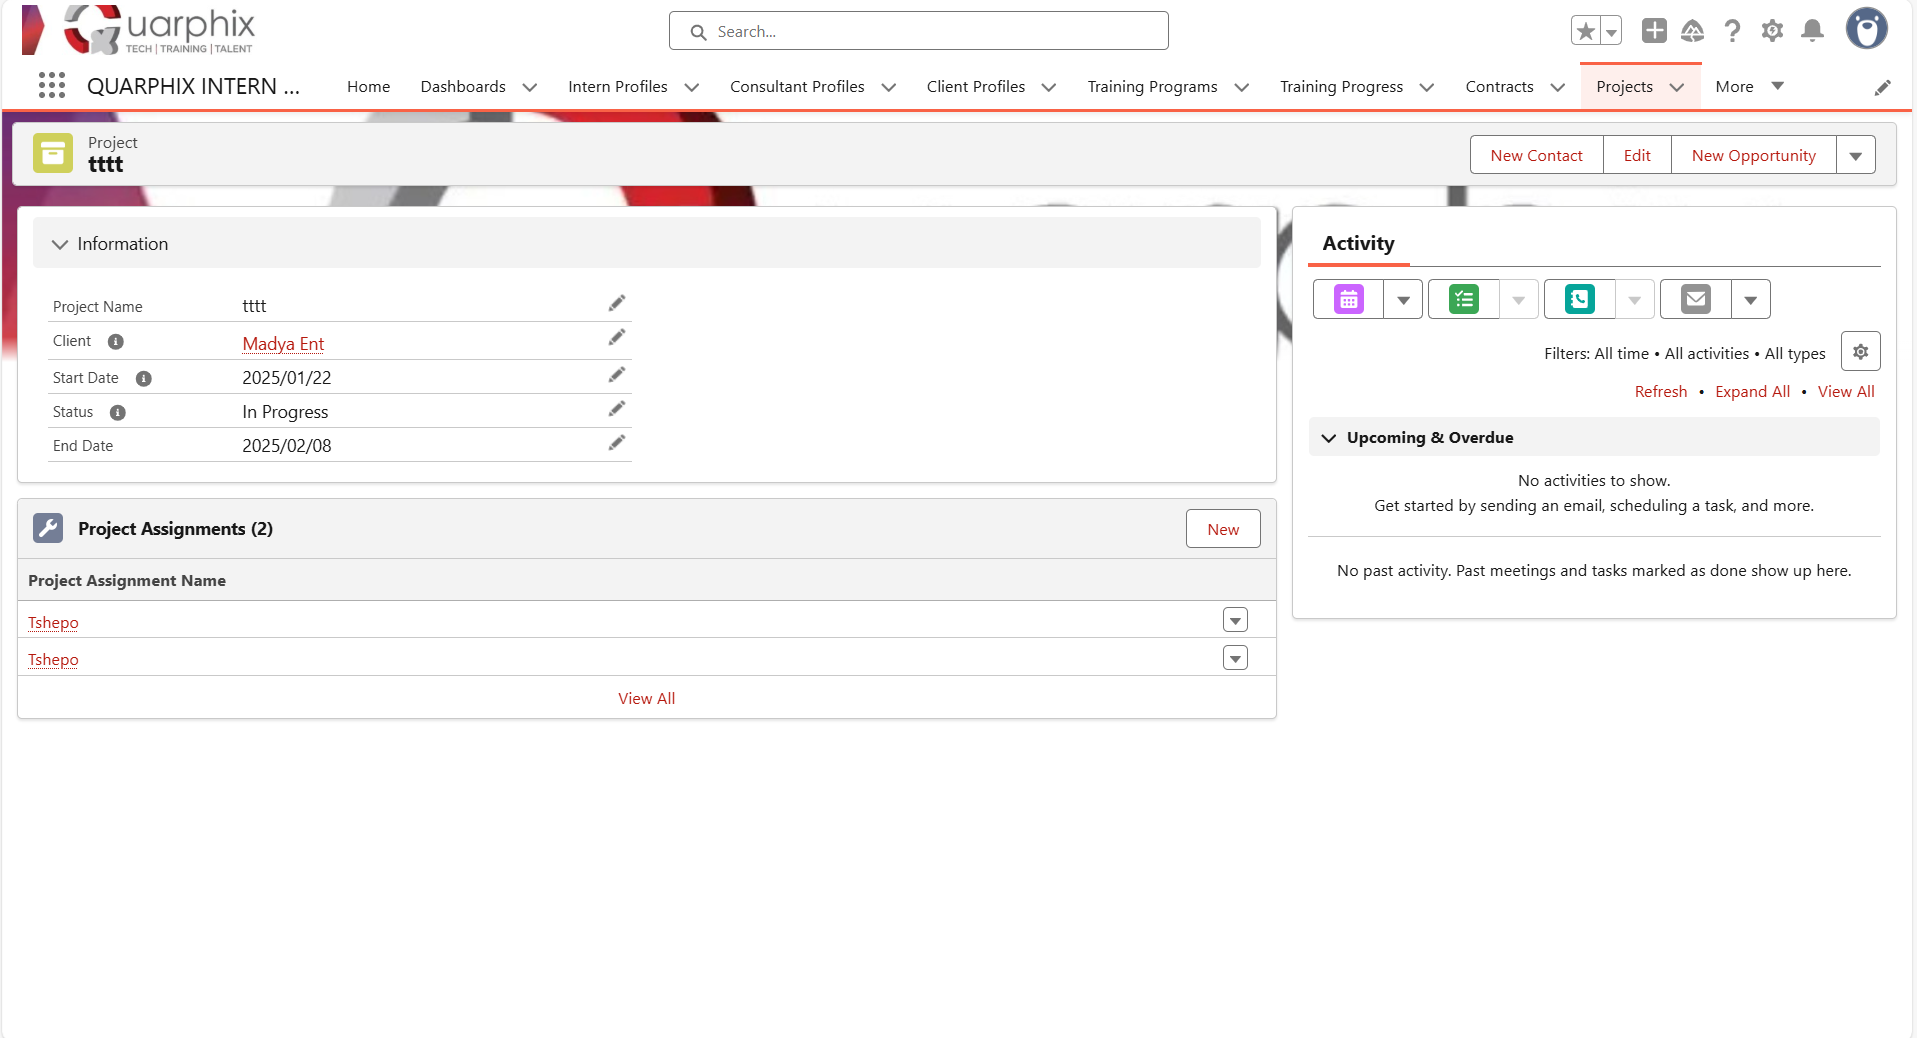 uarphix
TECH | TRAINING | TALENT
Search...
QUARPHIX INTERN ...
Home
Dashboards
Intern Profiles
Consultant Profiles
Client Profiles
Training Programs
Training Progress
Contracts
Projects
More
Project
tttt
New Contact
Edit
New Opportunity
Information
Project Name
tttt
Client
Madya Ent
Start Date
2025/01/22
Status
In Progress
End Date
2025/02/08
Project Assignments (2)
New
Project Assignment Name
Tshepo
Tshepo
View All
Activity
Filters: All time • All activities • All types
Refresh • Expand All • View All
Upcoming & Overdue
No activities to show.
Get started by sending an email, scheduling a task, and more.
No past activity. Past meetings and tasks marked as done show up here.